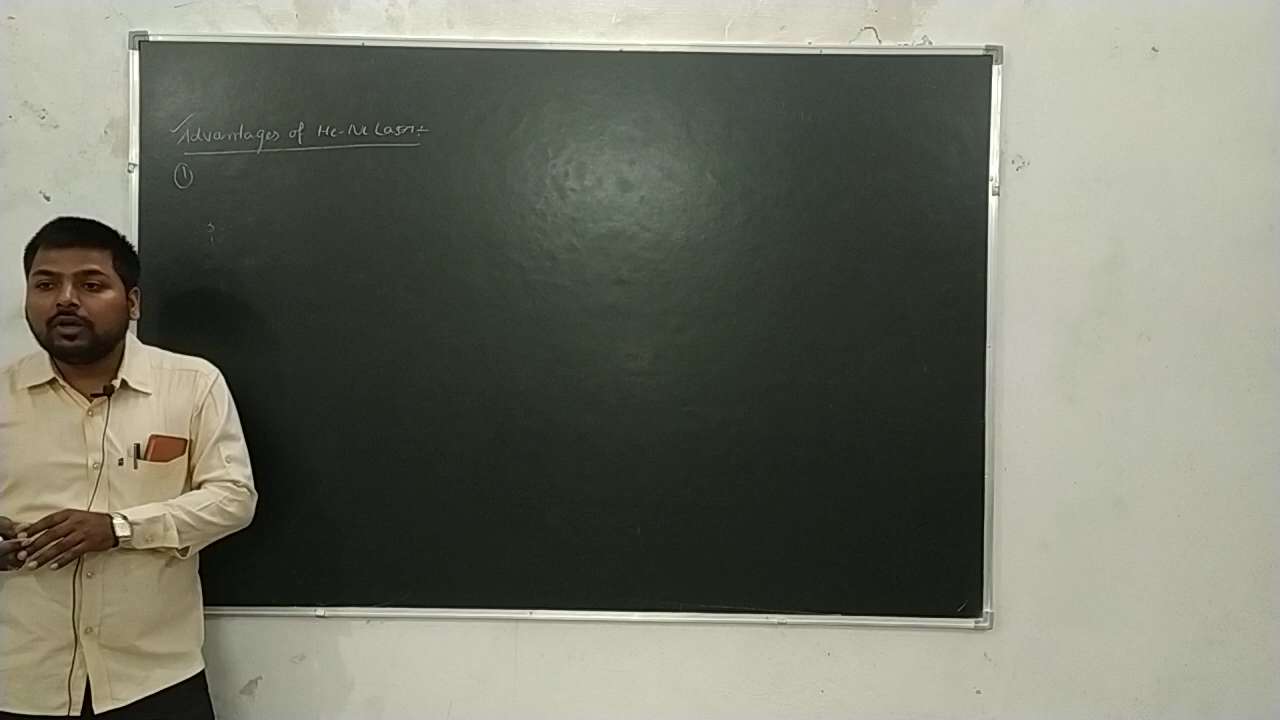 Advantages of He-Ne Laser:-
①